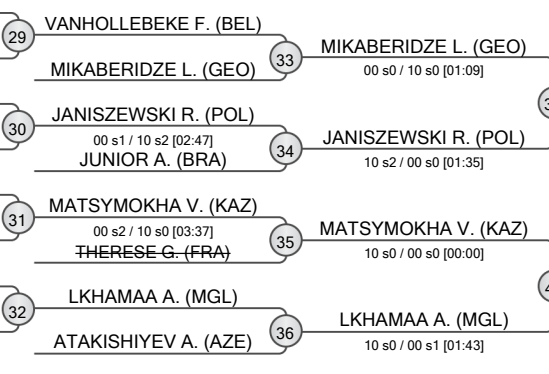 29
VANHOLLEBEKE F. (BEL)
MIKABERIDZE L. (GEO)
33
MIKABERIDZE L. (GEO)
00 s0 / 10 s0 [01:09]
30
JANISZEWSKI R. (POL)
00 s1 / 10 s2 [02:47]
JUNIOR A. (BRA)
34
JANISZEWSKI R. (POL)
10 s2 / 00 s0 [01:35]
31
MATSYMOKHA V. (KAZ)
00 s2 / 10 s0 [03:37]
THERESE G. (FRA)
35
MATSYMOKHA V. (KAZ)
10 s0 / 00 s0 [00:00]
32
LKHAMAA A. (MGL)
ATAKISHIYEV A. (AZE)
36
LKHAMAA A. (MGL)
10 s0 / 00 s1 [01:43]